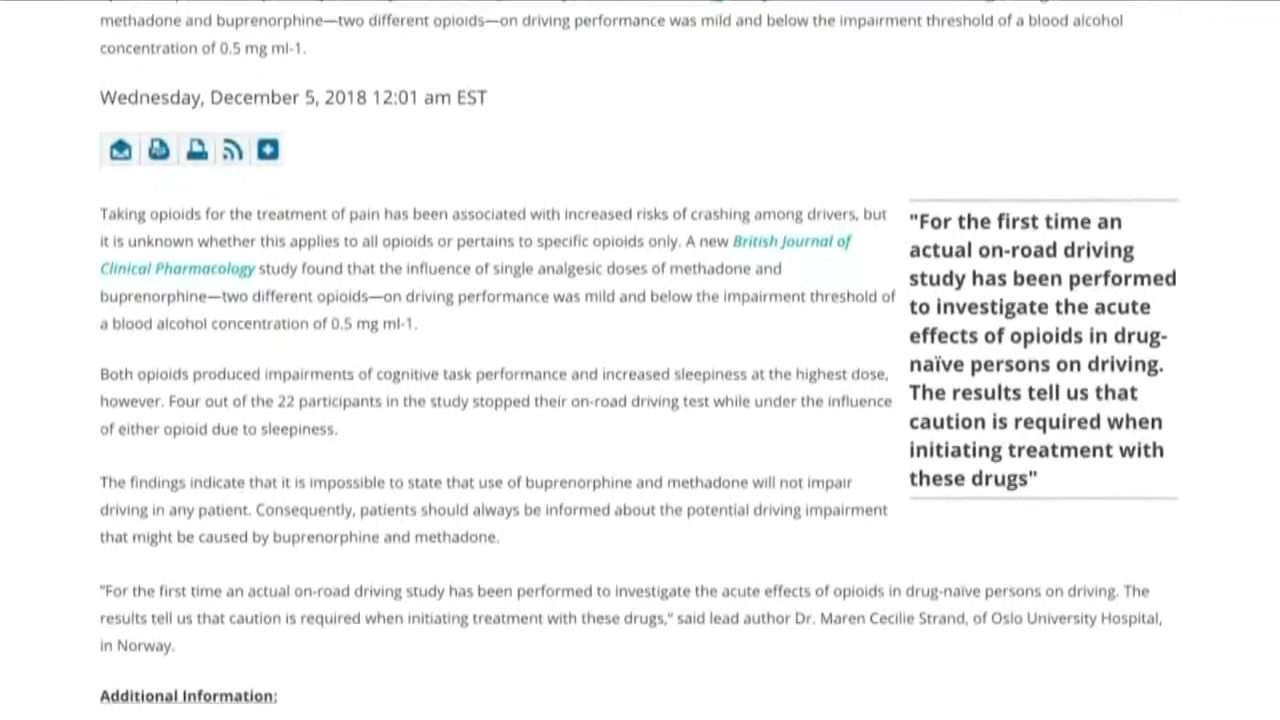 methadone and buprenorphine—two different opioids—on driving performance was mild and below the impairment threshold of a blood alcohol
concentration of 0.5 mg ml-1.
Wednesday, December 5, 2018 12:01 am EST
Taking opioids for the treatment of pain has been associated with increased risks of crashing among drivers, but
it is unknown whether this applies to all opioids or pertains to specific opioids only. A new British Journal of
Clinical Pharmacology study found that the influence of single analgesic doses of methadone and
buprenorphine—two different opioids—on driving performance was mild and below the impairment threshold of
a blood alcohol concentration of 0.5 mg ml-1.
Both opioids produced impairments of cognitive task performance and increased sleepiness at the highest dose,
however. Four out of the 22 participants in the study stopped their on-road driving test while under the influence
of either opioid due to sleepiness.
The findings indicate that it is impossible to state that use of buprenorphine and methadone will not impair
driving in any patient. Consequently, patients should always be informed about the potential driving impairment
that might be caused by buprenorphine and methadone.
"For the first time an
actual on-road driving
study has been performed
to investigate the acute
effects of opioids in drug-
naïve persons on driving.
The results tell us that
caution is required when
initiating treatment with
these drugs"
"For the first time an actual on-road driving study has been performed to investigate the acute effects of opioids in drug-naïve persons on driving. The
results tell us that caution is required when initiating treatment with these drugs," said lead author Dr. Maren Cecilie Strand, of Oslo University Hospital,
in Norway.
Additional Information: